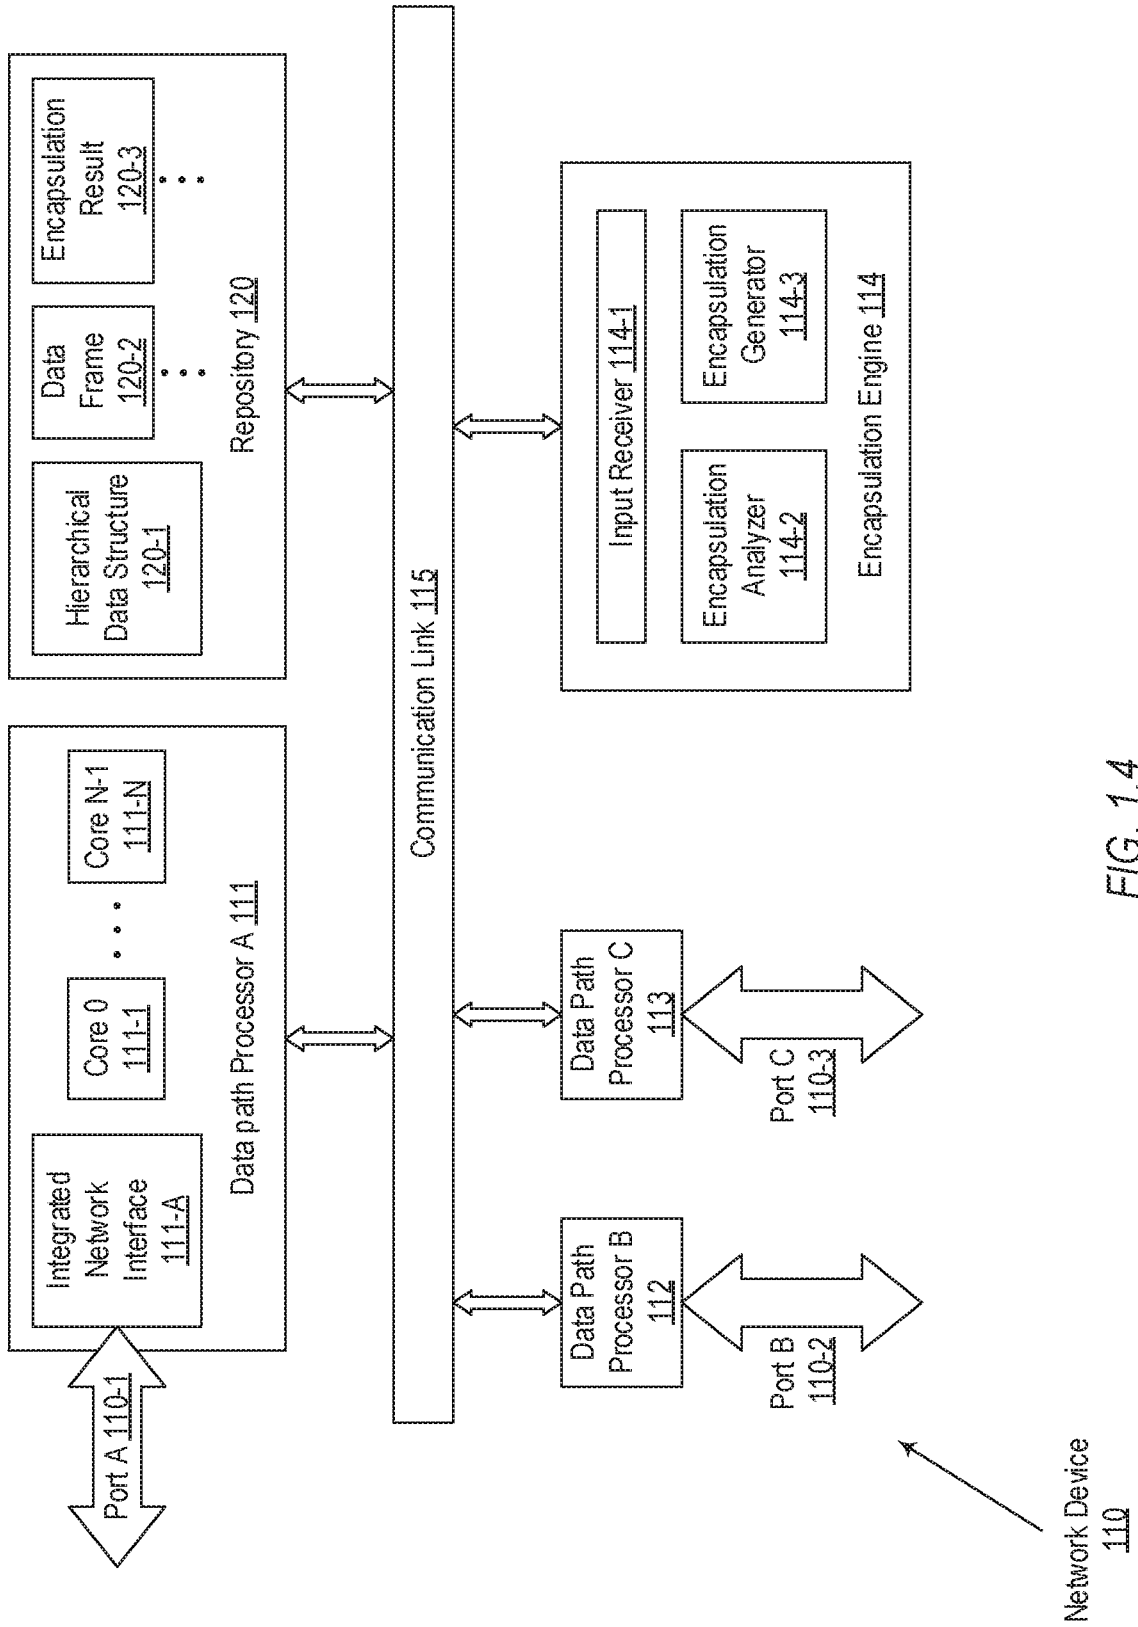 Port A 110-1
Integrated
Network
Interface
111-A
Core 0
111-1
• • •
Core N-1
111-N
Data path Processor A 111
Hierarchical
Data Structure
120-1
Data
Frame
120-2
• • •
Encapsulation
Result
120-3
• • •
Repository 120
Communication Link 115
Data Path
Processor B
112
Port B
110-2
Data Path
Processor C
113
Port C
110-3
Input Receiver 114-1
Encapsulation
Analyzer
114-2
Encapsulation
Generator
114-3
Encapsulation Engine 114
Network Device
110
FIG. 1.4